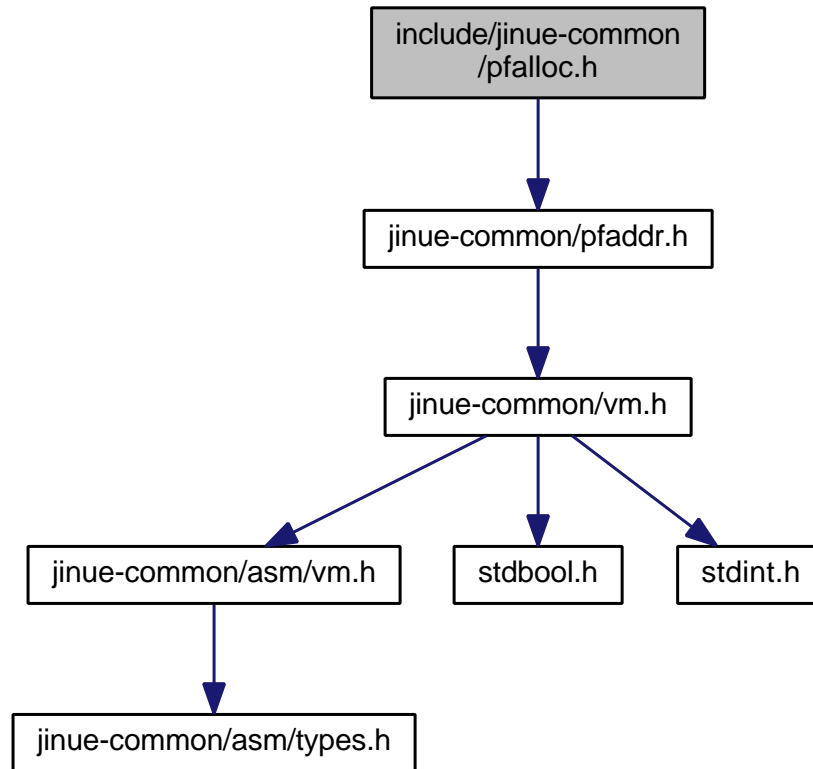 include/jinue-common
/pfalloc.h
jinue-common/pfaddr.h
jinue-common/vm.h
jinue-common/asm/vm.h
stdbool.h
stdint.h
jinue-common/asm/types.h